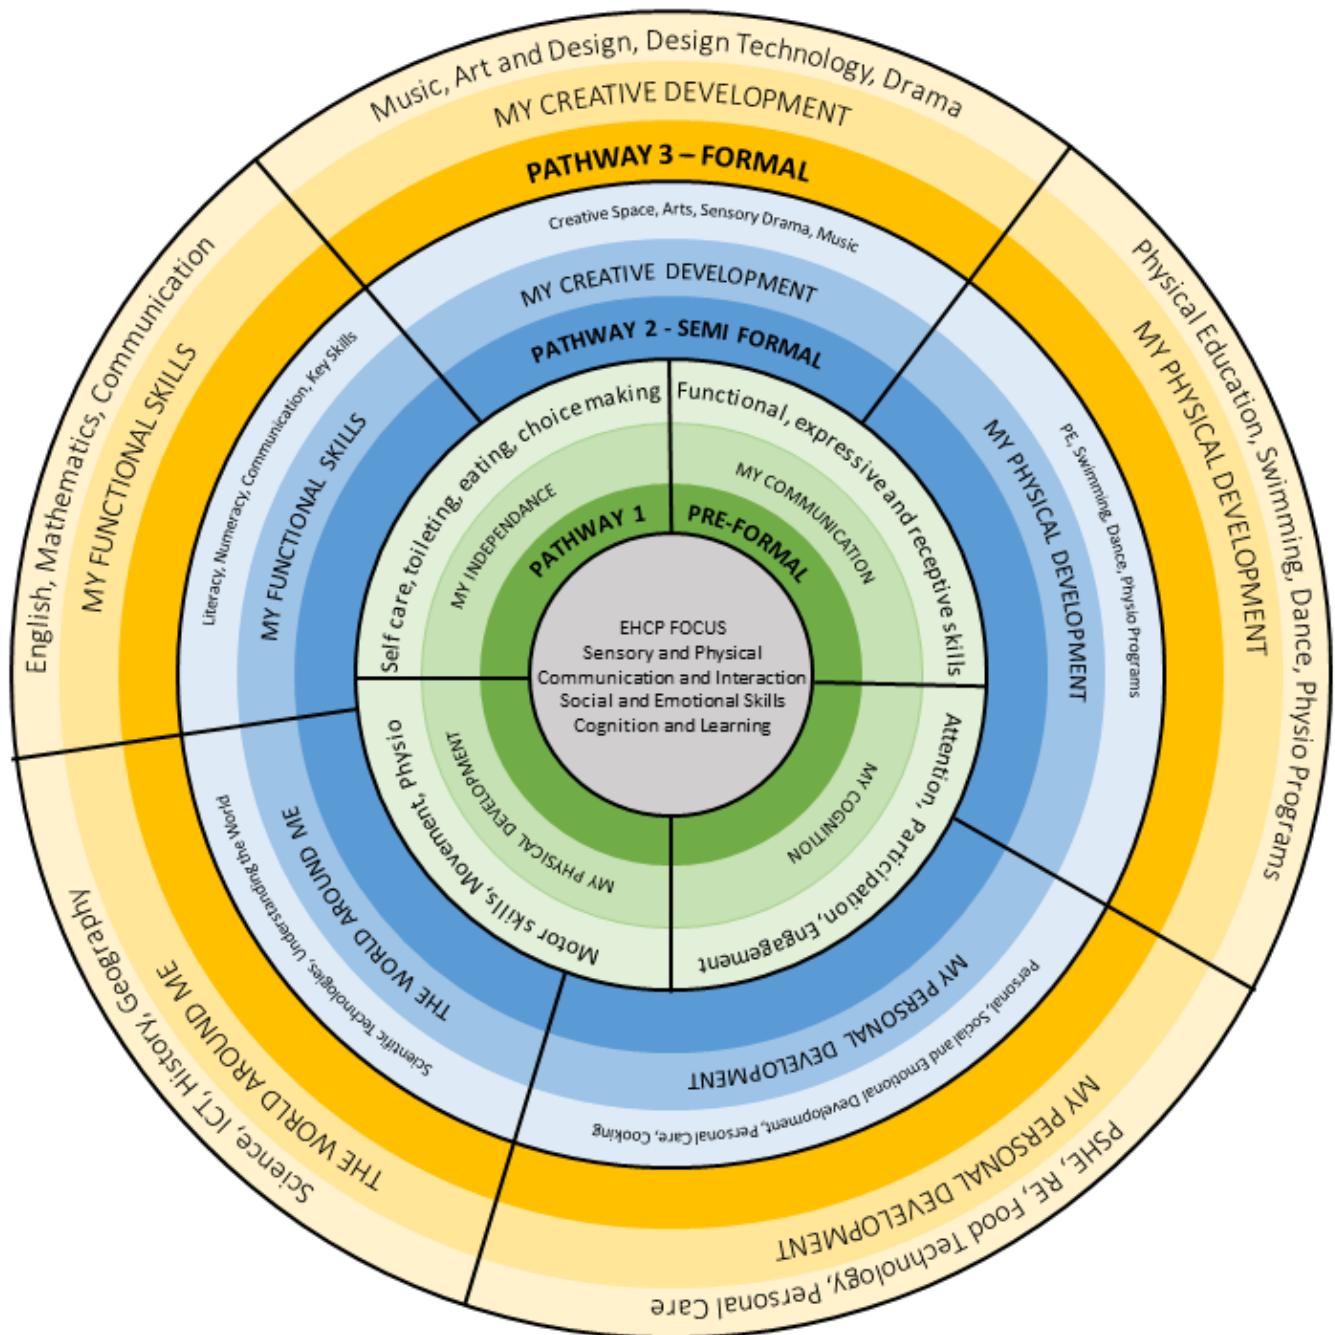 Music, Art and Design, Design Technology, Drama
MY CREATIVE DEVELOPMENT
PATHWAY 3 – FORMAL
Physical Education, Swimming, Dance, Physio Programs
MY PHYSICAL DEVELOPMENT
PSHE, RE, Food Technology, Personal Care
MY PERSONAL DEVELOPMENT
Science, ICT, History, Geography
THE WORLD AROUND ME
English, Mathematics, Communication
MY FUNCTIONAL SKILLS
Creative Space, Arts, Sensory Drama, Music
MY CREATIVE DEVELOPMENT
PATHWAY 2 - SEMI FORMAL
PE, Swimming, Dance, Physio Programs
MY PHYSICAL DEVELOPMENT
Personal, Social and Emotional Development, Personal Care, Cooking
MY PERSONAL DEVELOPMENT
Scientific Technologies, Understanding the World
THE WORLD AROUND ME
Literacy, Numeracy, Communication, Key Skills
MY FUNCTIONAL SKILLS
Self care, toileting, eating, choice making
MY INDEPENDANCE
PATHWAY 1
Functional, expressive and receptive skills
MY COMMUNICATION
PRE-FORMAL
Attention, Participation, Engagement
MY COGNITION
Motor skills, Movement, Physio
MY PHYSICAL DEVELOPMENT
EHCP FOCUS
Sensory and Physical
Communication and Interaction
Social and Emotional Skills
Cognition and Learning